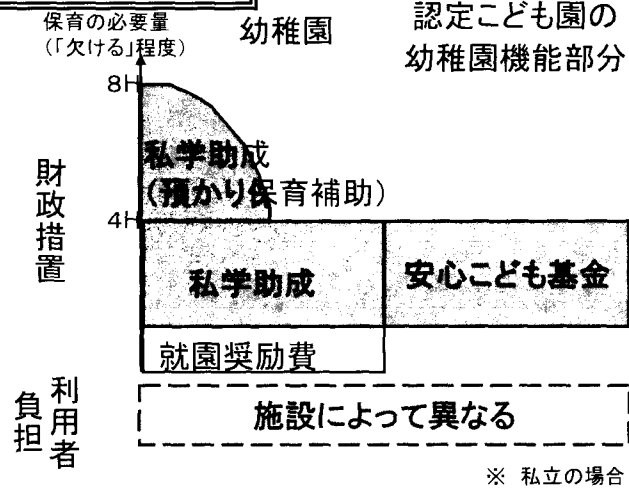 保育の必要量
(「欠ける」程度)
幼稚園
認定こども園の
幼稚園機能部分
8H
私学助成
(預かり保育補助)
財政措置
4H
私学助成
安心こども基金
就園奨励費
利用者
負担
施設によって異なる
※ 私立の場合